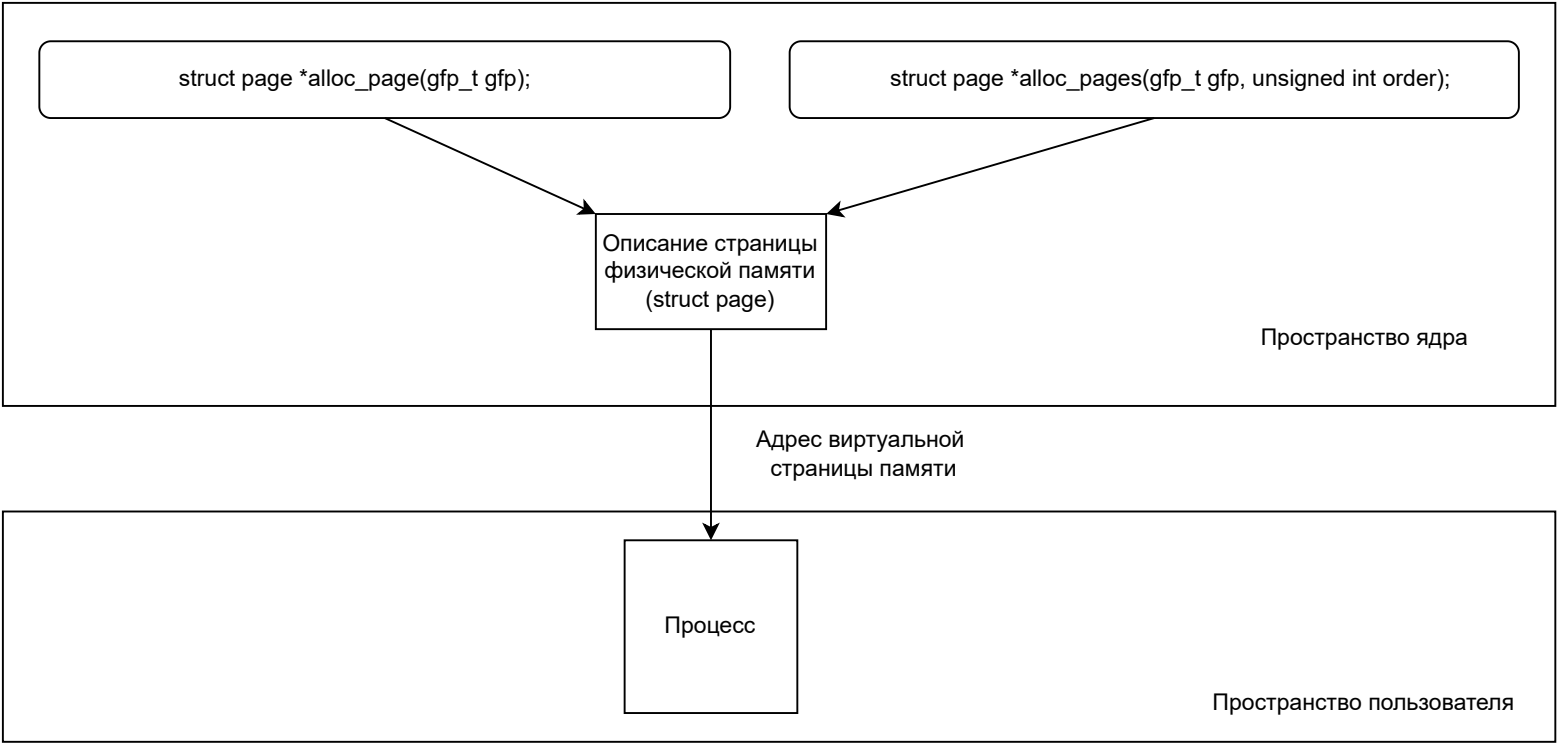 struct page *alloc_page(gfp_t gfp);
struct page *alloc_pages(gfp_t gfp, unsigned int order);
Описание страницы
физической памяти
(struct page)
Пространство ядра
Адрес виртуальной
страницы памяти
Процесс
Пространство пользователя